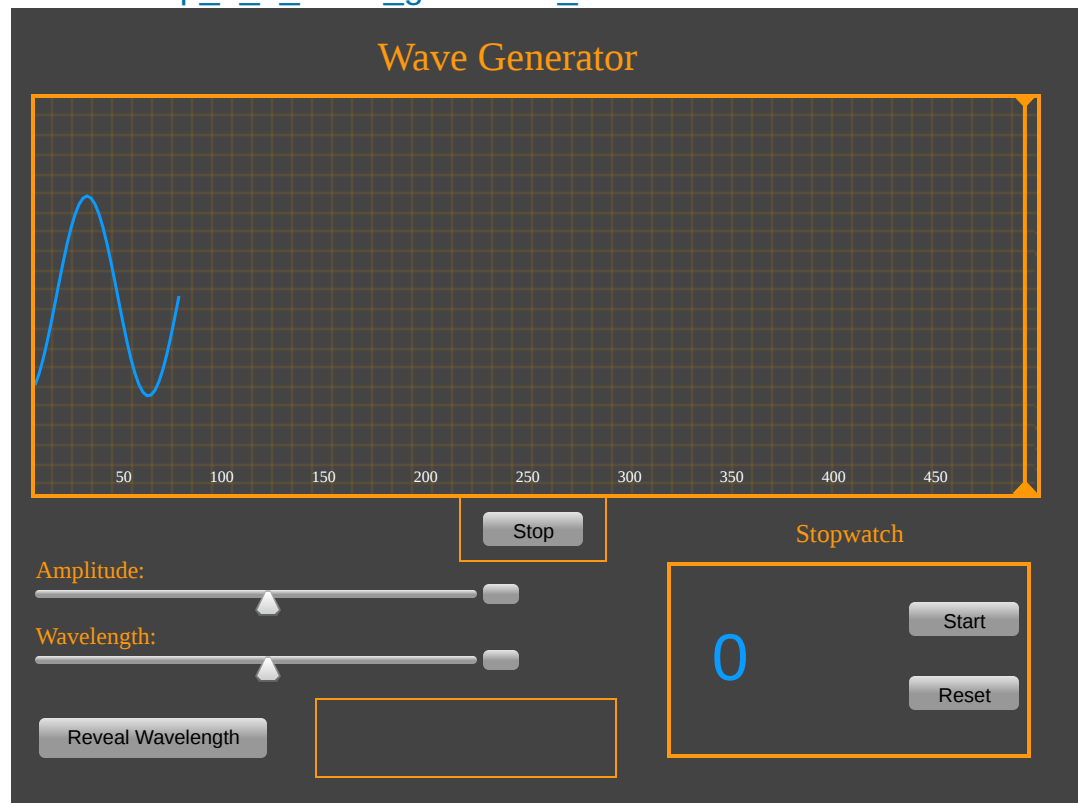 Wave Generator
50 100 150 200 250 300 350 400 450
Stop
Stopwatch
Amplitude:
Start
Wavelength:
0
Reset
Reveal Wavelength